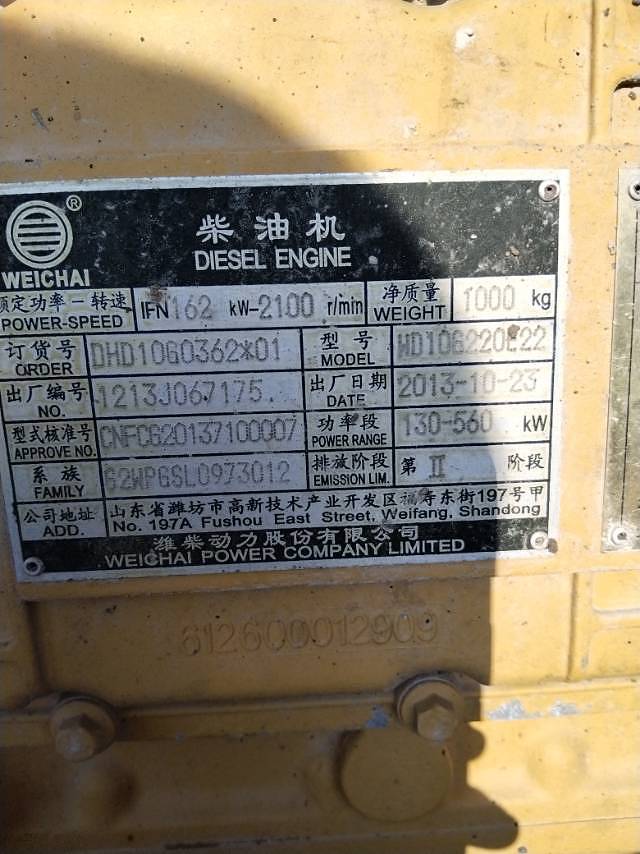 ®
WEICHAI
柴油机
DIESEL ENGINE
额定功率－转速
POWER-SPEED
IFN162 kW-2100 r/min
净质量
WEIGHT
1000 kg
订货号
ORDER
DHD10G0362*01
型号
MODEL
WD10G220E22
出厂编号
NO.
1213J067175
出厂日期
DATE
2013-10-23
型式核准号
APPROVE NO.
CNFCG20137100007
功率段
POWER RANGE
130-560 kW
系族
FAMILY
G2WPGSL0973012
排放阶段
EMISSION LIM.
第 II 阶段
公司地址
ADD.
山东省潍坊市高新技术产业开发区福寿东街197号甲
No. 197A Fushou East Street, Weifang, Shandong
潍柴动力股份有限公司
WEICHAI POWER COMPANY LIMITED
612600012909